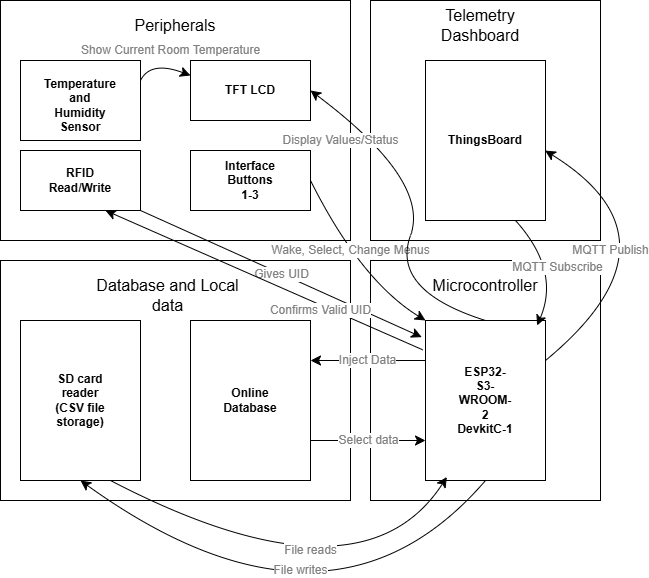 Peripherals
Telemetry
Dashboard
Show Current Room Temperature
Temperature
and
Humidity
Sensor
TFT LCD
ThingsBoard
Display Values/Status
RFID
Read/Write
Interface
Buttons
1-3
Wake, Select, Change Menus
MQTT Publish
MQTT Subscribe
Gives UID
Database and Local
data
Microcontroller
Confirms Valid UID
SD card
reader
(CSV file
storage)
Online
Database
Inject Data
ESP32-
S3-
WROOM-
2
DevkitC-1
Select data
File reads
File writes